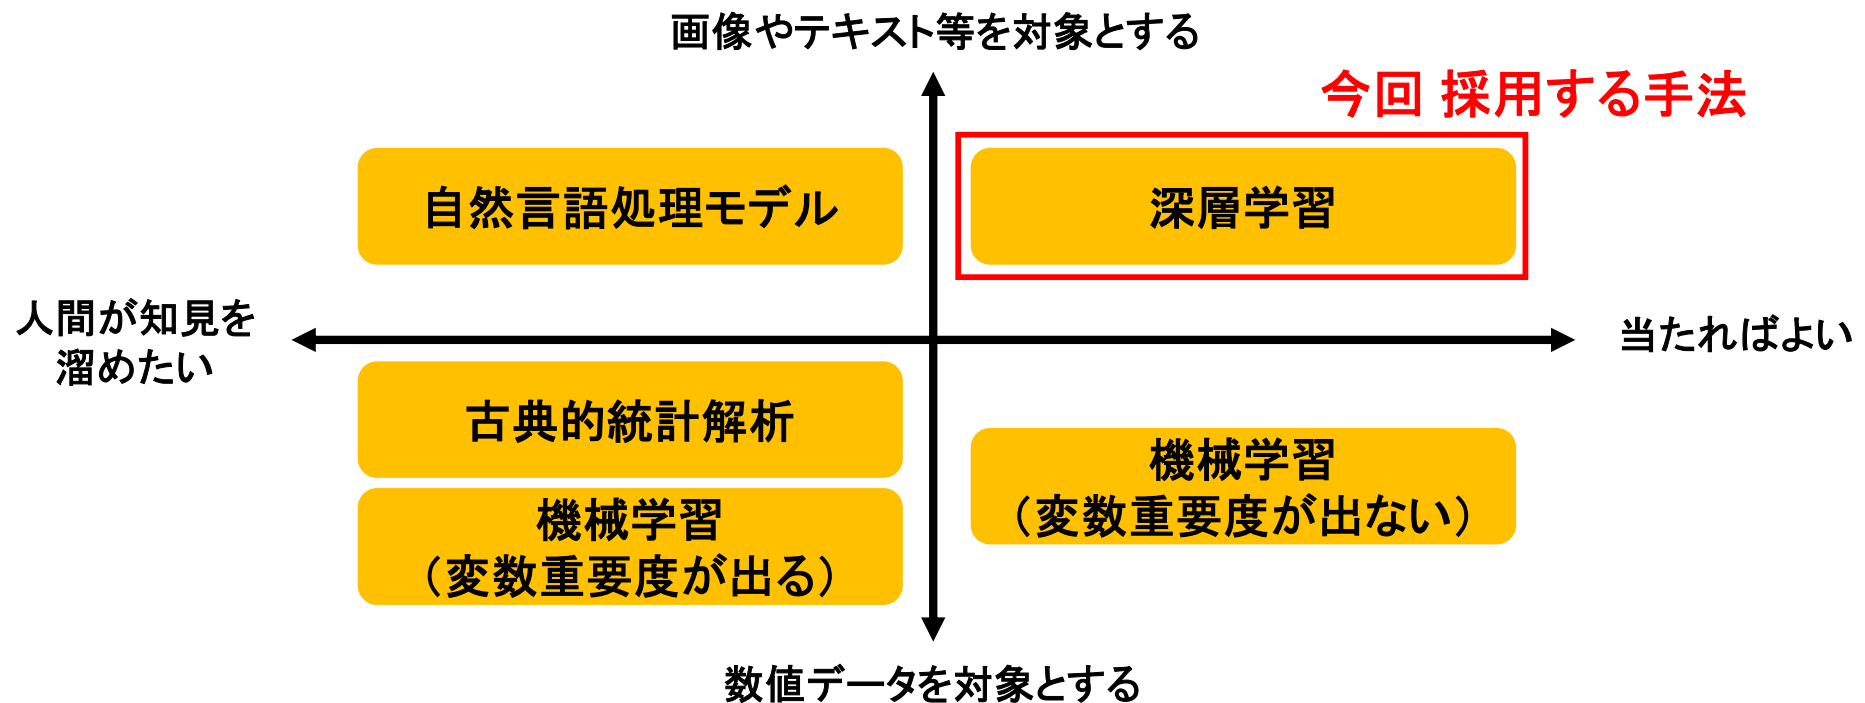 画像やテキスト等を対象とする
今回 採用する手法
自然言語処理モデル
深層学習
人間が知見を
溜めたい
当たればよい
古典的統計解析
機械学習
（変数重要度が出る）
機械学習
（変数重要度が出ない）
数値データを対象とする